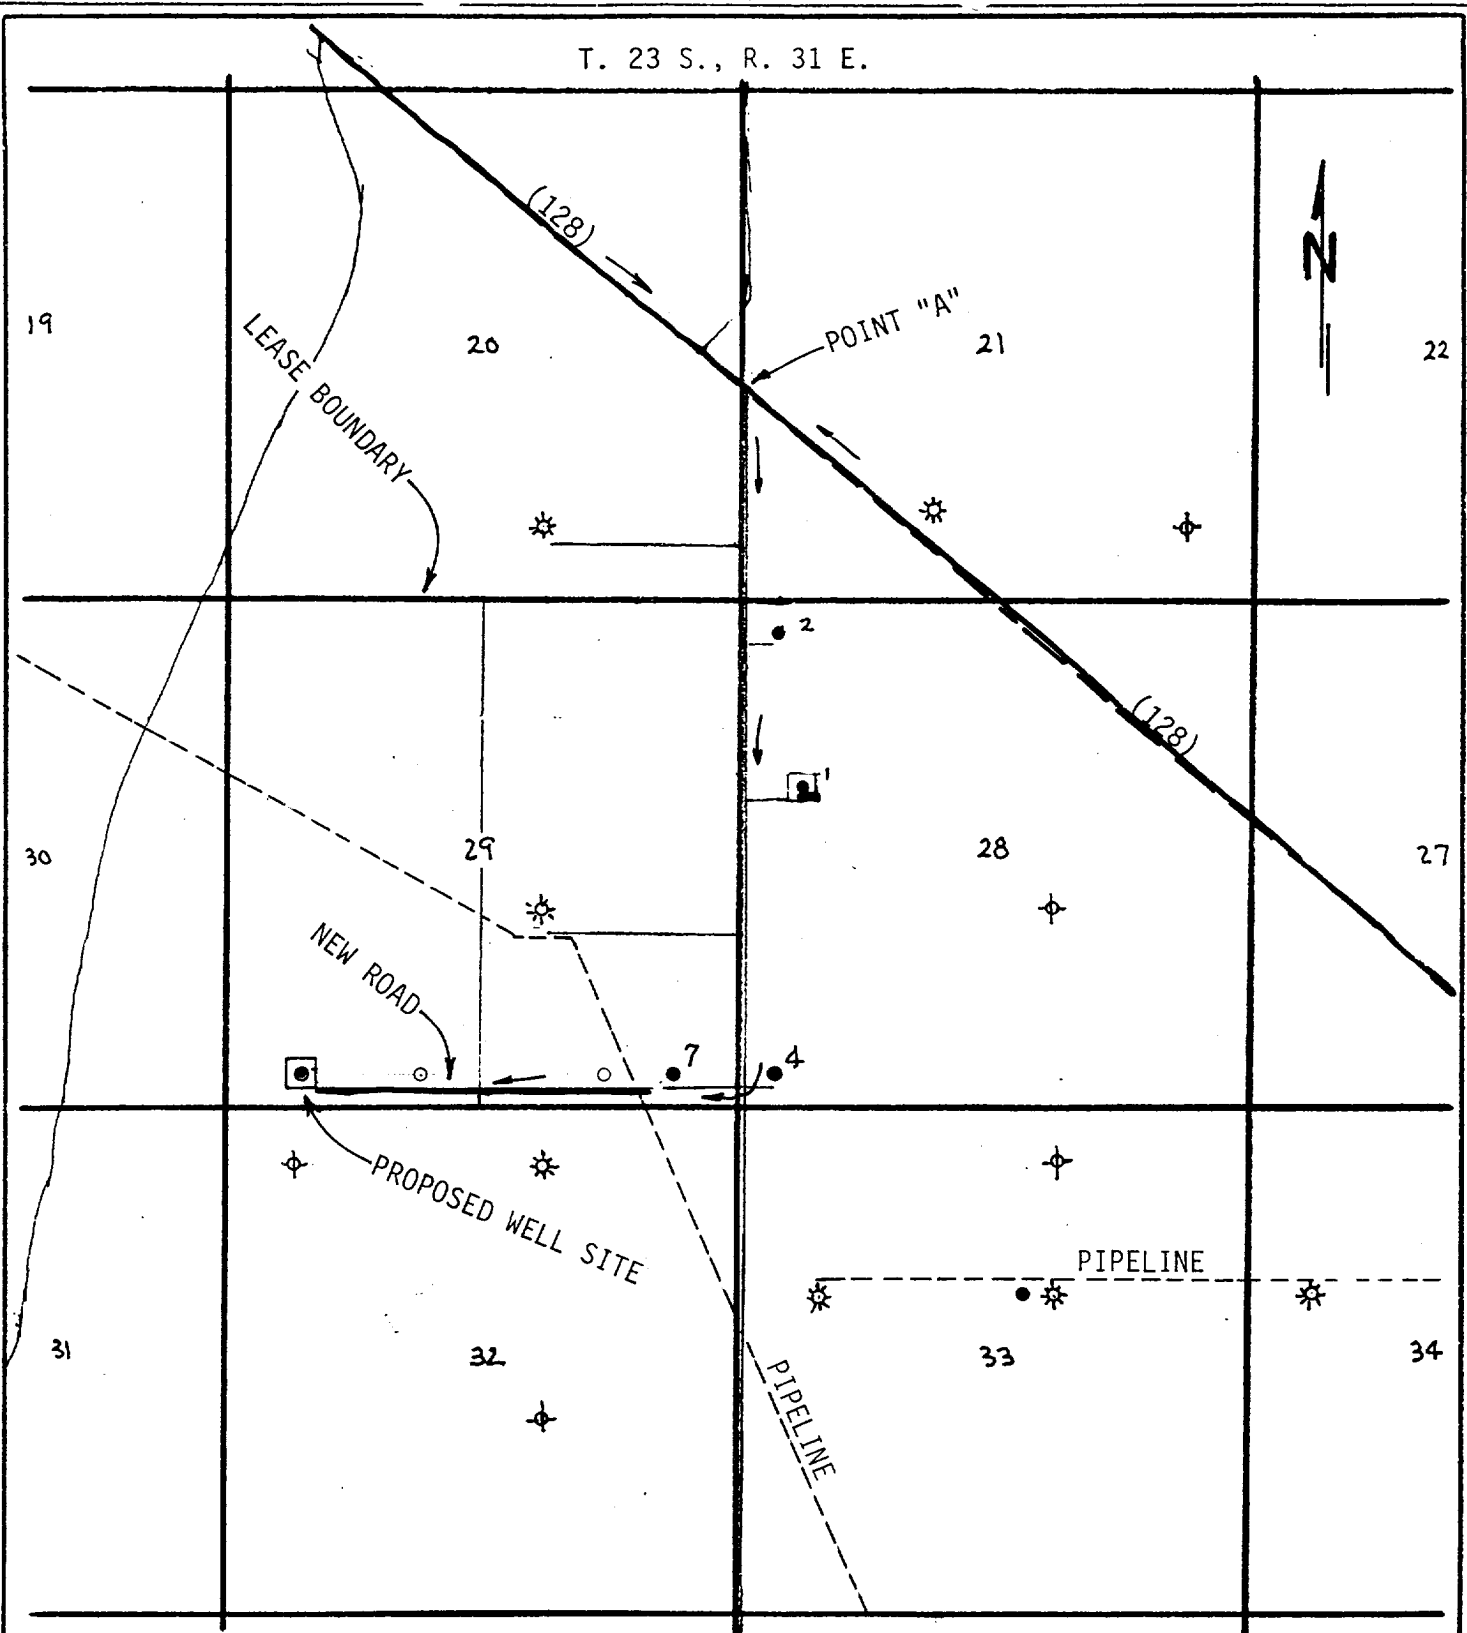 T. 23 S., R. 31 E.
(128)
N
POINT "A"
19
LEASE BOUNDARY
20
21
22
2
(128)
1
30
29
28
27
NEW ROAD
7
4
PROPOSED WELL SITE
PIPELINE
31
32
33
34
PIPELINE